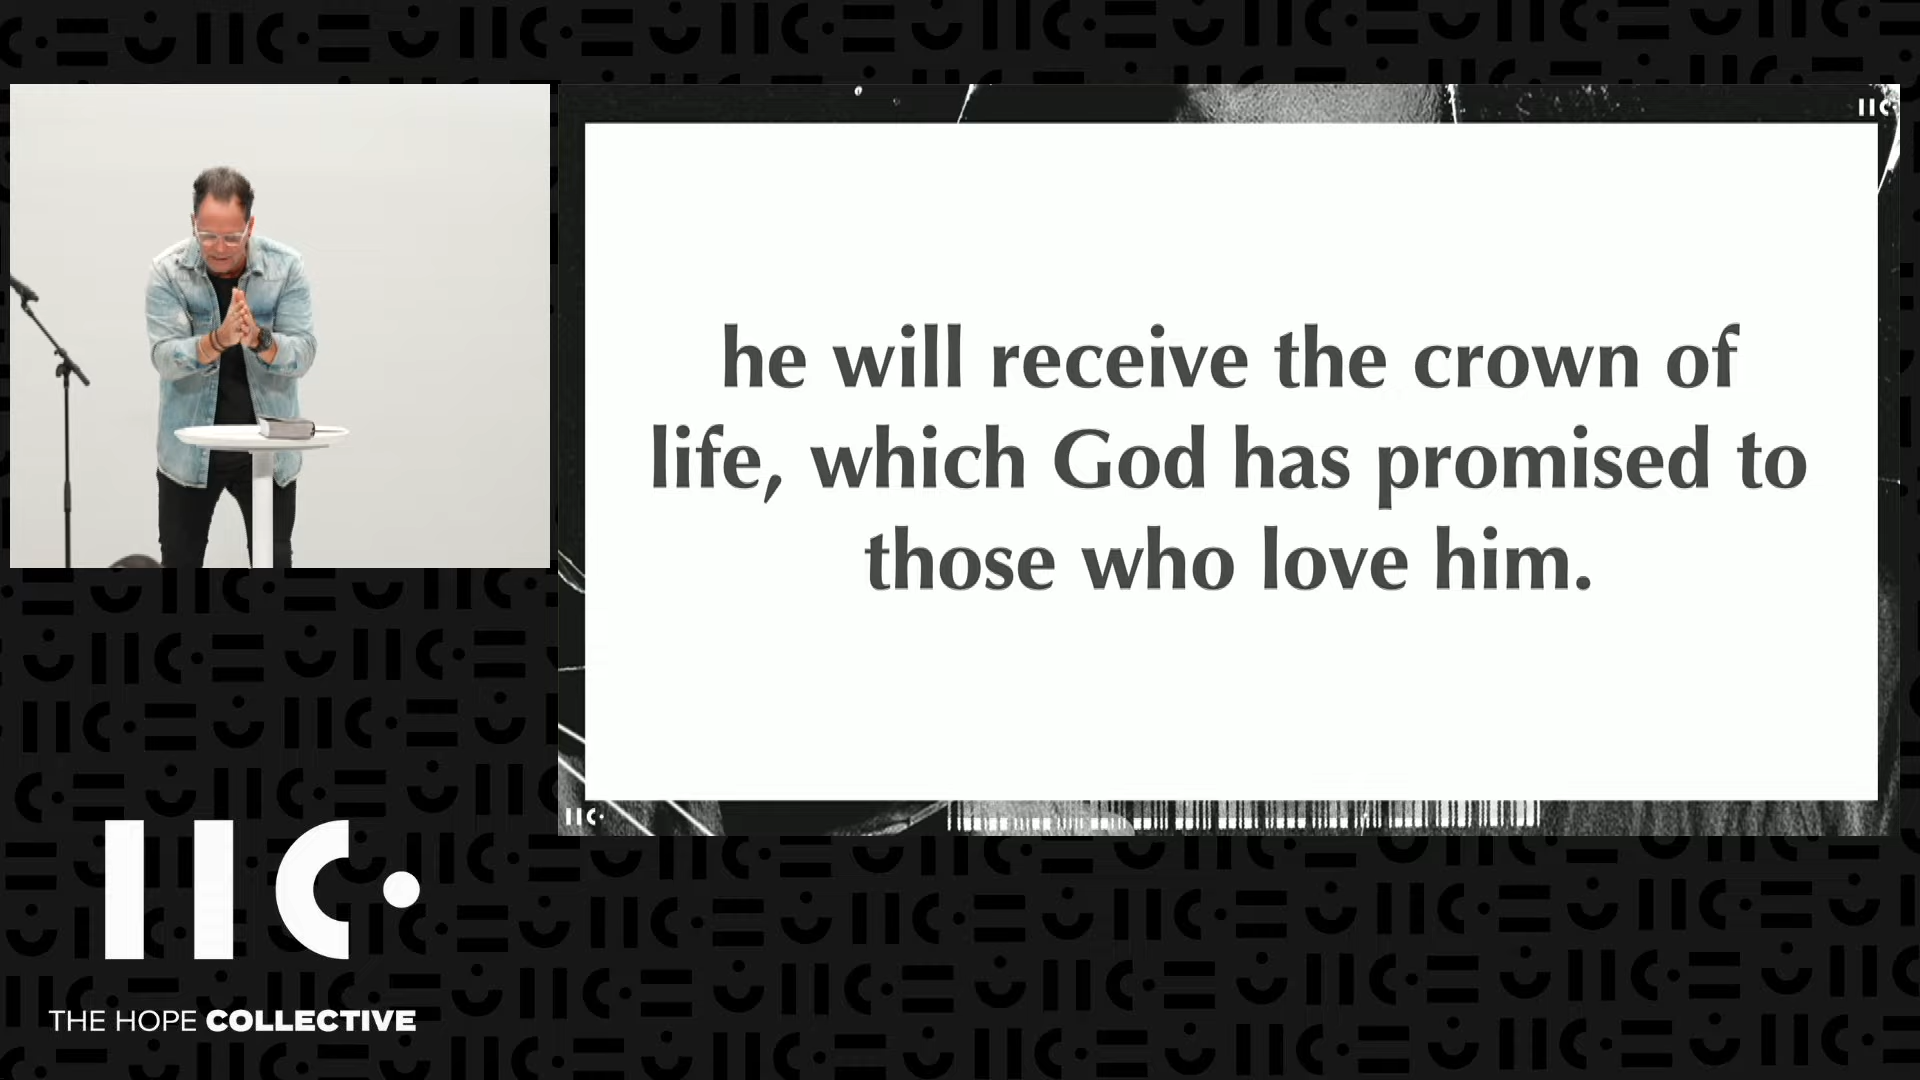 he will receive the crown of
life, which God has promised to
those who love him.
THE HOPE COLLECTIVE